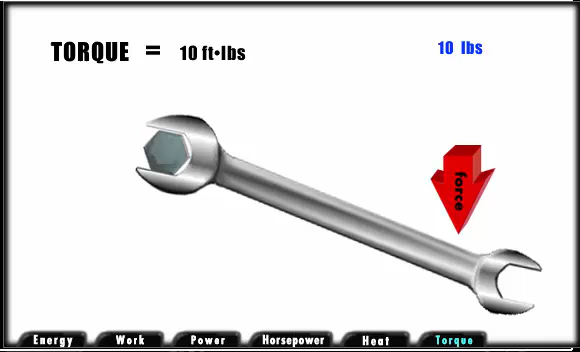 TORQUE = 10 ft•lbs
10 lbs
force
Energy Work Power Horsepower Heat Torque